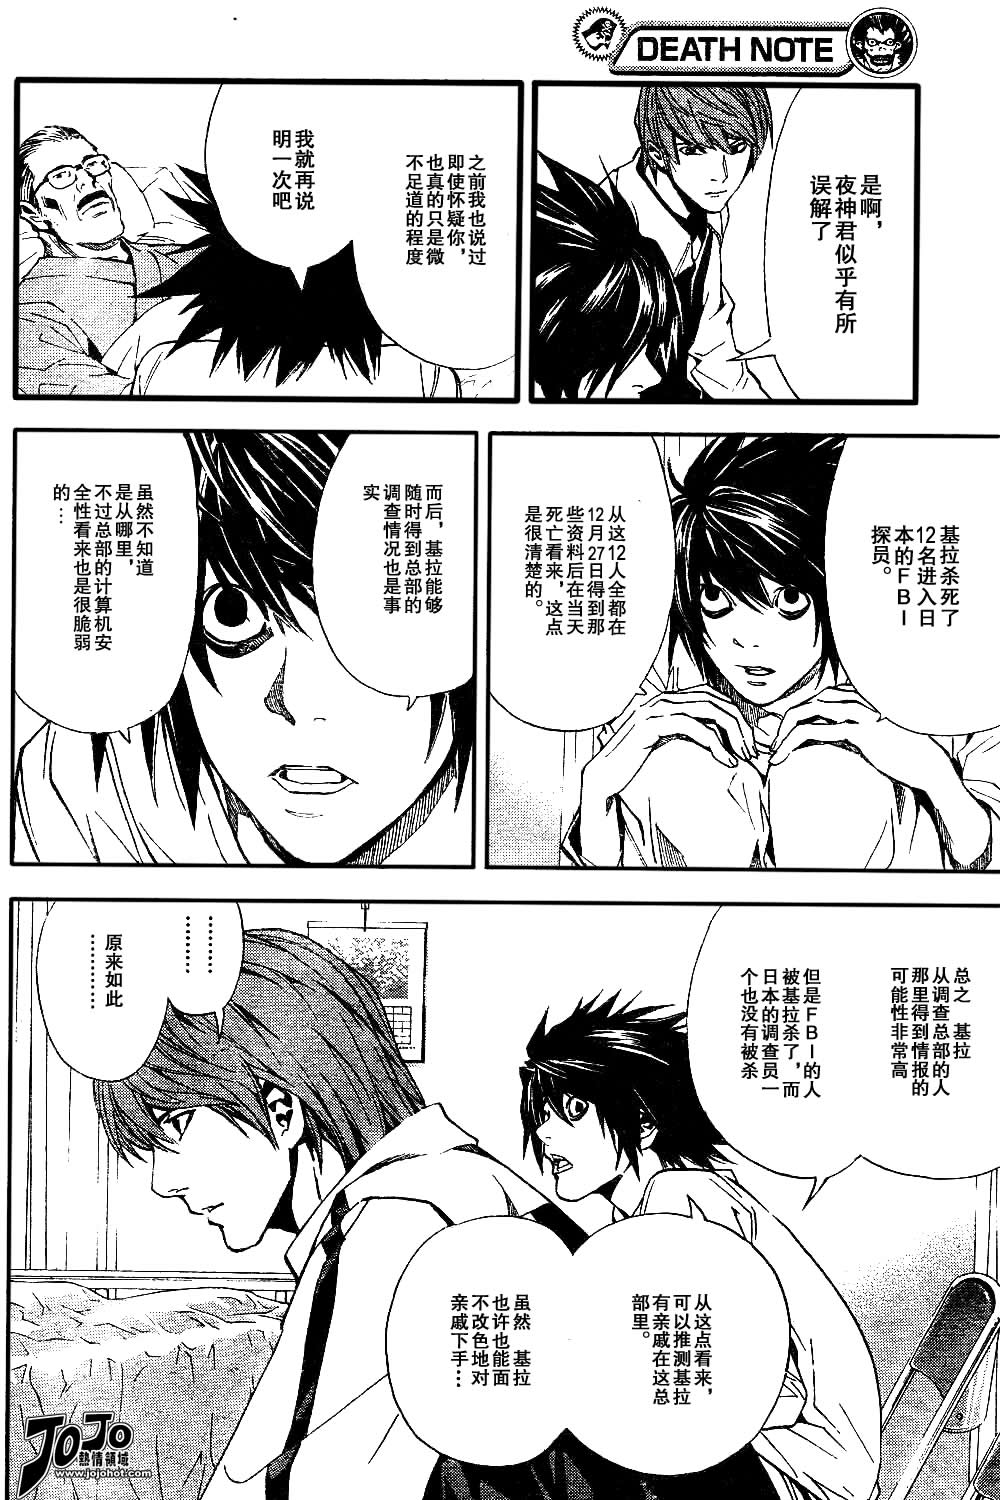 DEATH NOTE
是啊，
夜神君似乎有所
误解了
之前我也说过
即使怀疑你，
也真的只是微
不足道的程度
我就再说
明一次吧
基拉杀死了
12名进入日
本的FBI
探员。
从这12人全都在
12月27日得到那
些资料后在当天
死亡看来，这点
是很清楚的。
而后，基拉能够
随时得到总部的
调查情况也是事
实
虽然不知道
是从哪里，
不过总部的计算机安
全性看来也是很脆弱
的…
总之 基拉
从调查总部的人
那里得到情报的
可能性非常高
但是FBI的人
被基拉杀了，而
日本的调查员一
个也没有被杀
从这点看来，
可以推测基拉
有亲戚在这总
部里。
虽然 基拉
也许也能面
不改色地对
亲戚下手…
………
………
原来如此
………
JOJO
熱情領域
www.jojohot.com